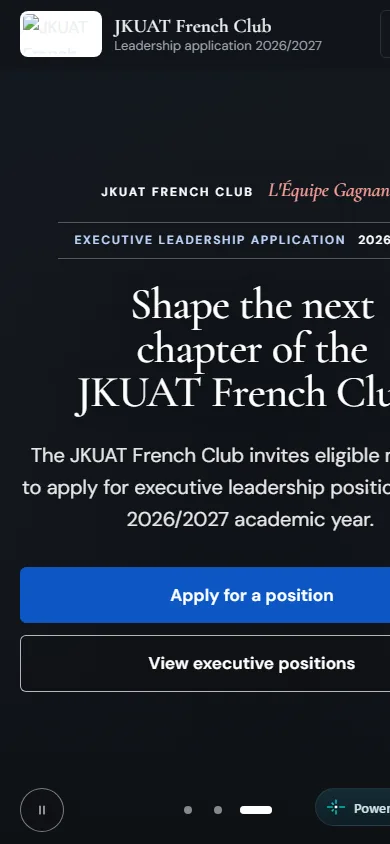 JKUAT
JKUAT French Club
Leadership application 2026/2027
JKUAT FRENCH CLUB L'Équipe Gagnan
EXECUTIVE LEADERSHIP APPLICATION 2026
Shape the next
chapter of the
JKUAT French Clu
The JKUAT French Club invites eligible
to apply for executive leadership positio
2026/2027 academic year.
Apply for a position
View executive positions
Power